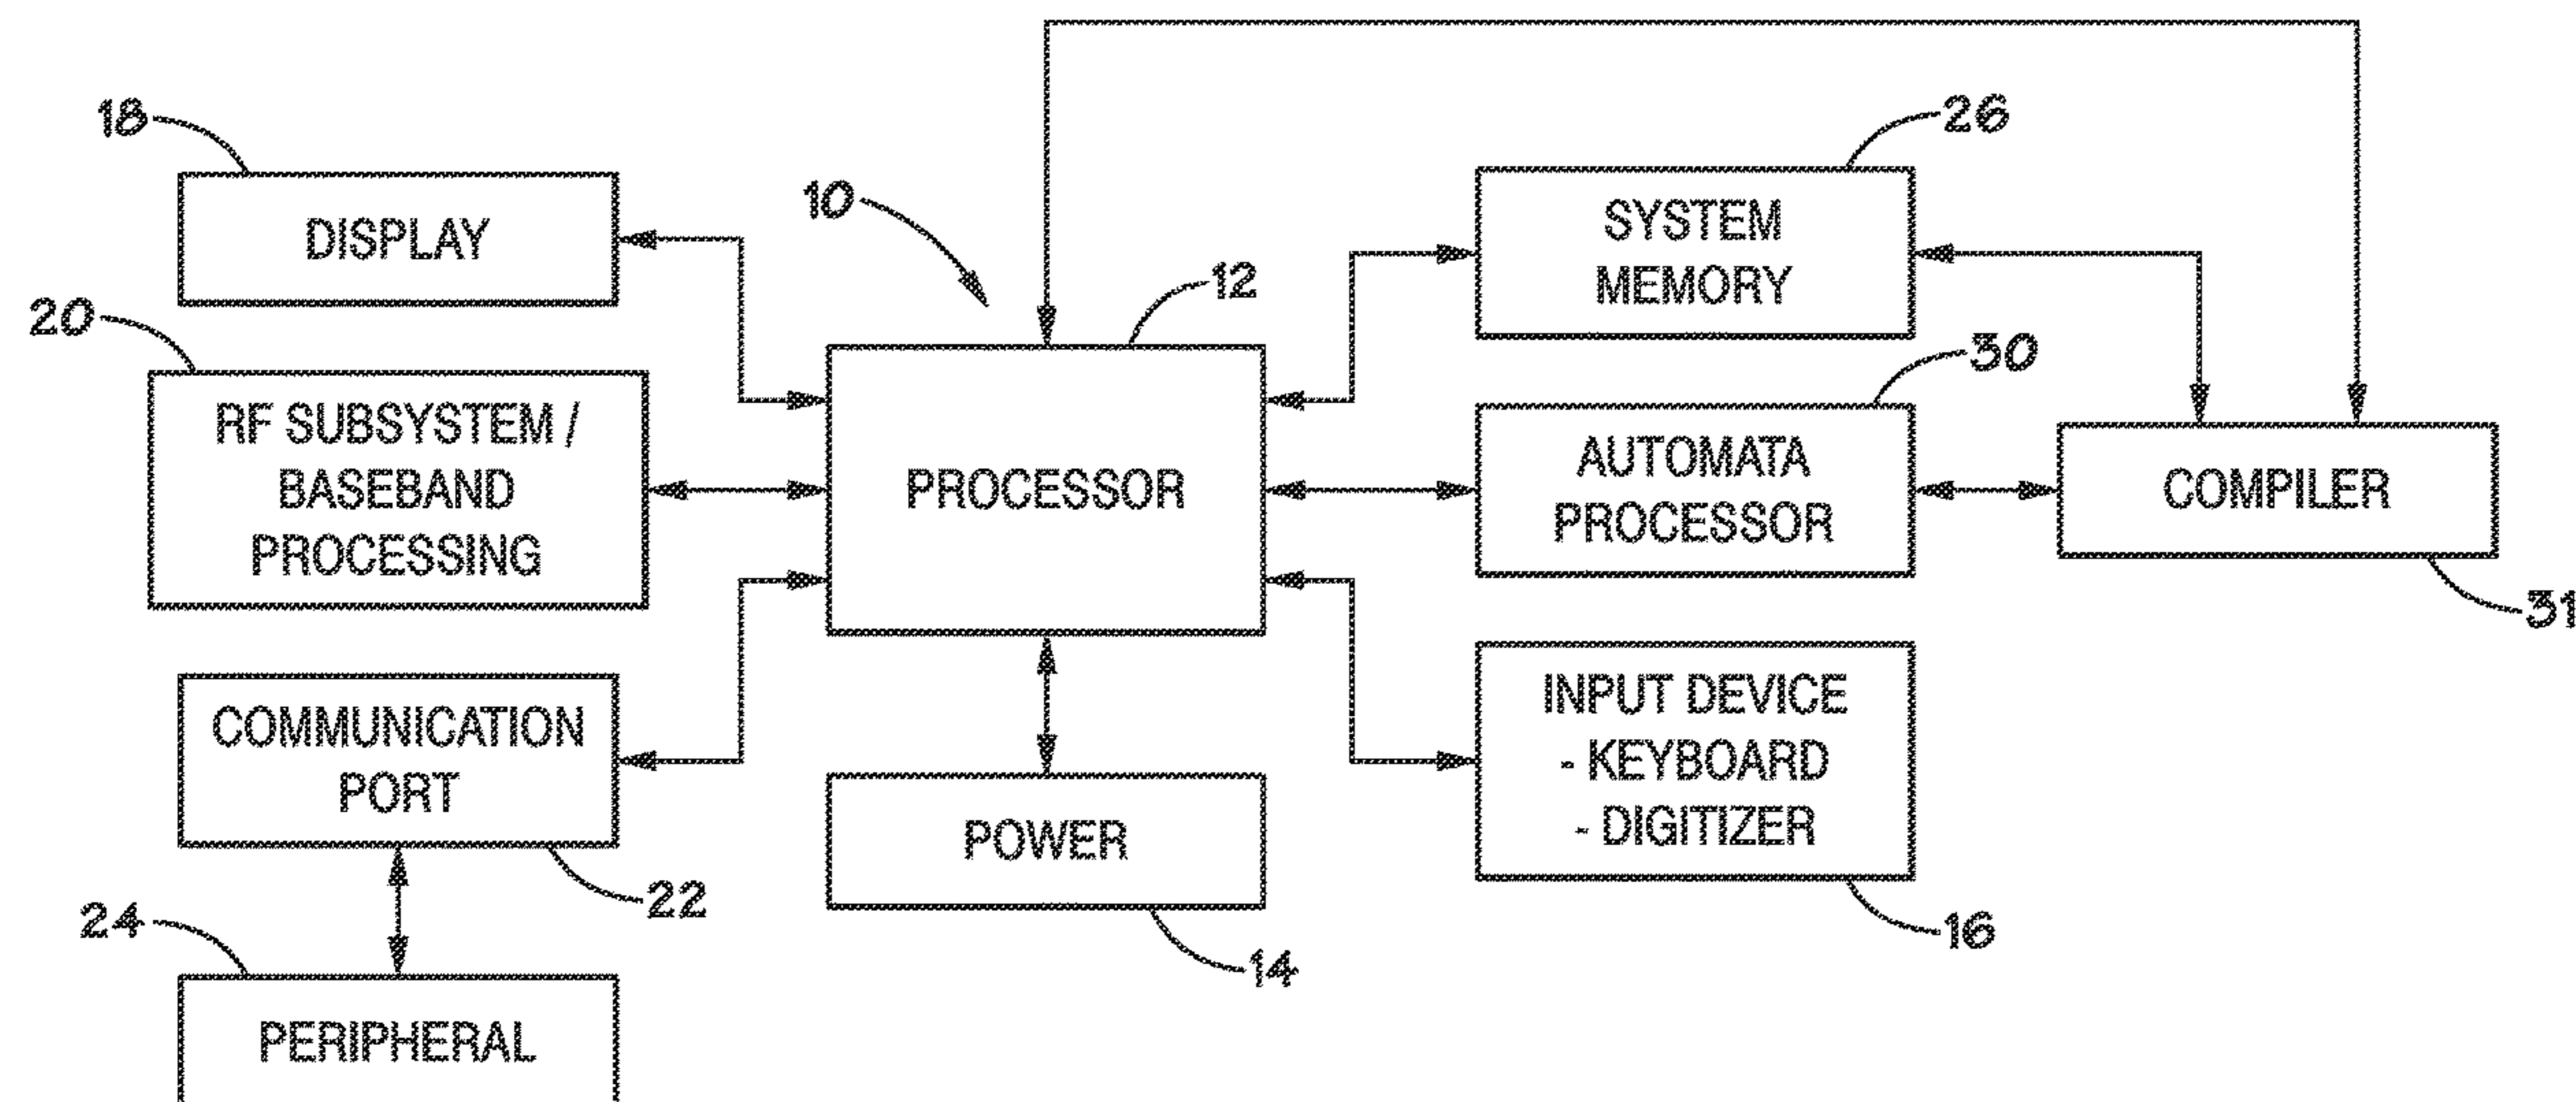 18
DISPLAY
20
RF SUBSYSTEM /
BASEBAND
PROCESSING
COMMUNICATION
PORT
22
24
PERIPHERAL
10
12
PROCESSOR
POWER
14
26
SYSTEM
MEMORY
30
AUTOMATA
PROCESSOR
INPUT DEVICE
- KEYBOARD
- DIGITIZER
16
COMPILER
31